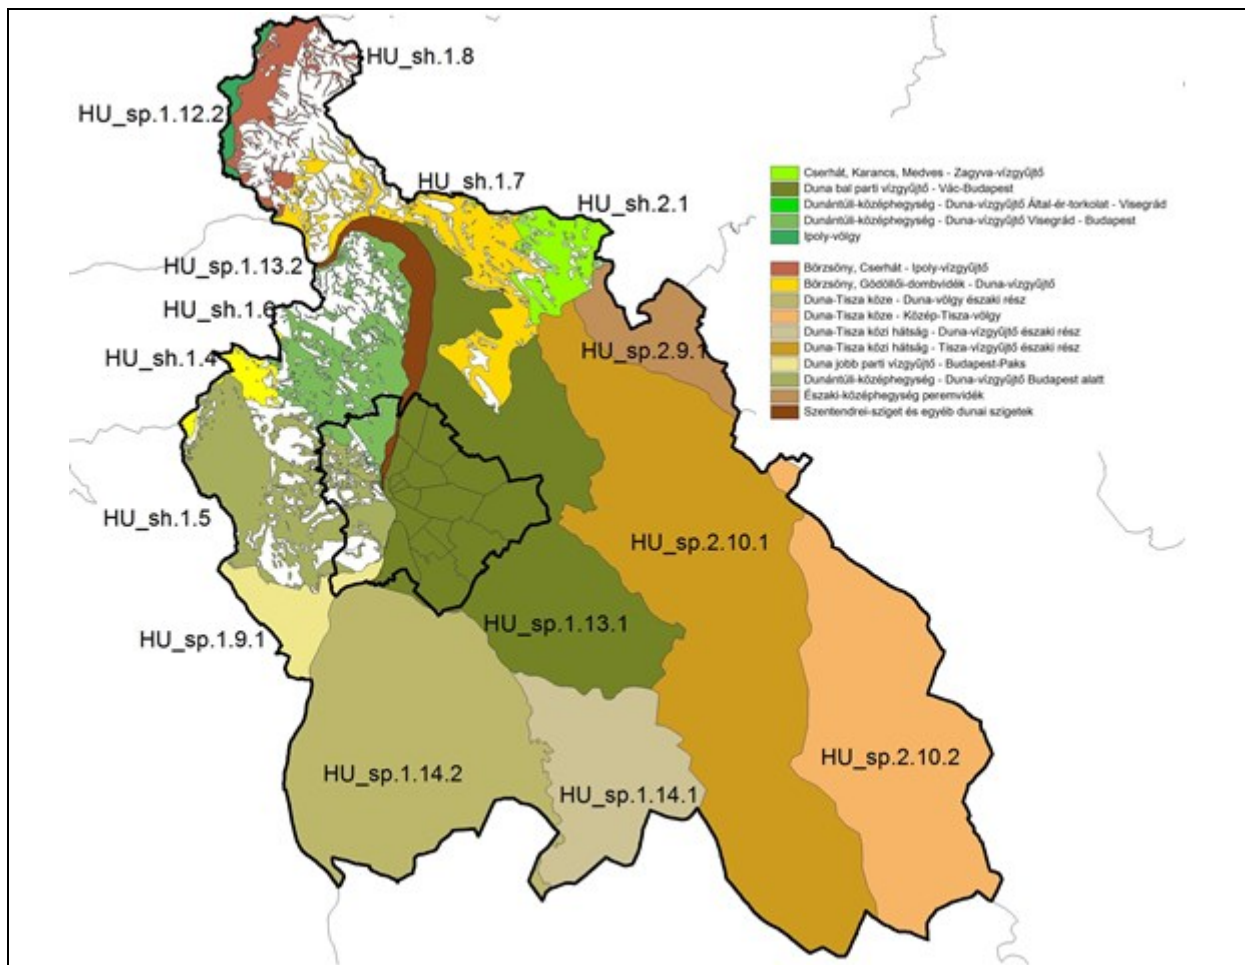 HU_sh.1.8
HU_sp.1.12.2
HU_sh.1.7
HU_sh.2.1
HU_sp.1.13.2
HU_sh.1.6
HU_sh.1.4
HU_sp.2.9.1
HU_sh.1.5
HU_sp.2.10.1
HU_sp.1.9.1
HU_sp.1.13.1
HU_sp.1.14.2
HU_sp.1.14.1
HU_sp.2.10.2
Cserhát, Karancs, Medves - Zagyva-vízgyűjtő
Duna bal parti vízgyűjtő - Vác-Budapest
Dunántúli-középhegység - Duna-vízgyűjtő Által-ér-torkolat - Visegrád
Dunántúli-középhegység - Duna-vízgyűjtő Visegrád - Budapest
Ipoly-völgy
Börzsöny, Cserhát - Ipoly-vízgyűjtő
Börzsöny, Gödöllői-dombvidék - Duna-vízgyűjtő
Duna-Tisza köze - Duna-völgy északi rész
Duna-Tisza köze - Közép-Tisza-völgy
Duna-Tisza közi hátság - Duna-vízgyűjtő északi rész
Duna-Tisza közi hátság - Tisza-vízgyűjtő északi rész
Duna jobb parti vízgyűjtő - Budapest-Paks
Dunántúli-középhegység - Duna-vízgyűjtő Budapest alatt
Északi-középhegység peremvidék
Szentendrei-sziget és egyéb dunai szigetek